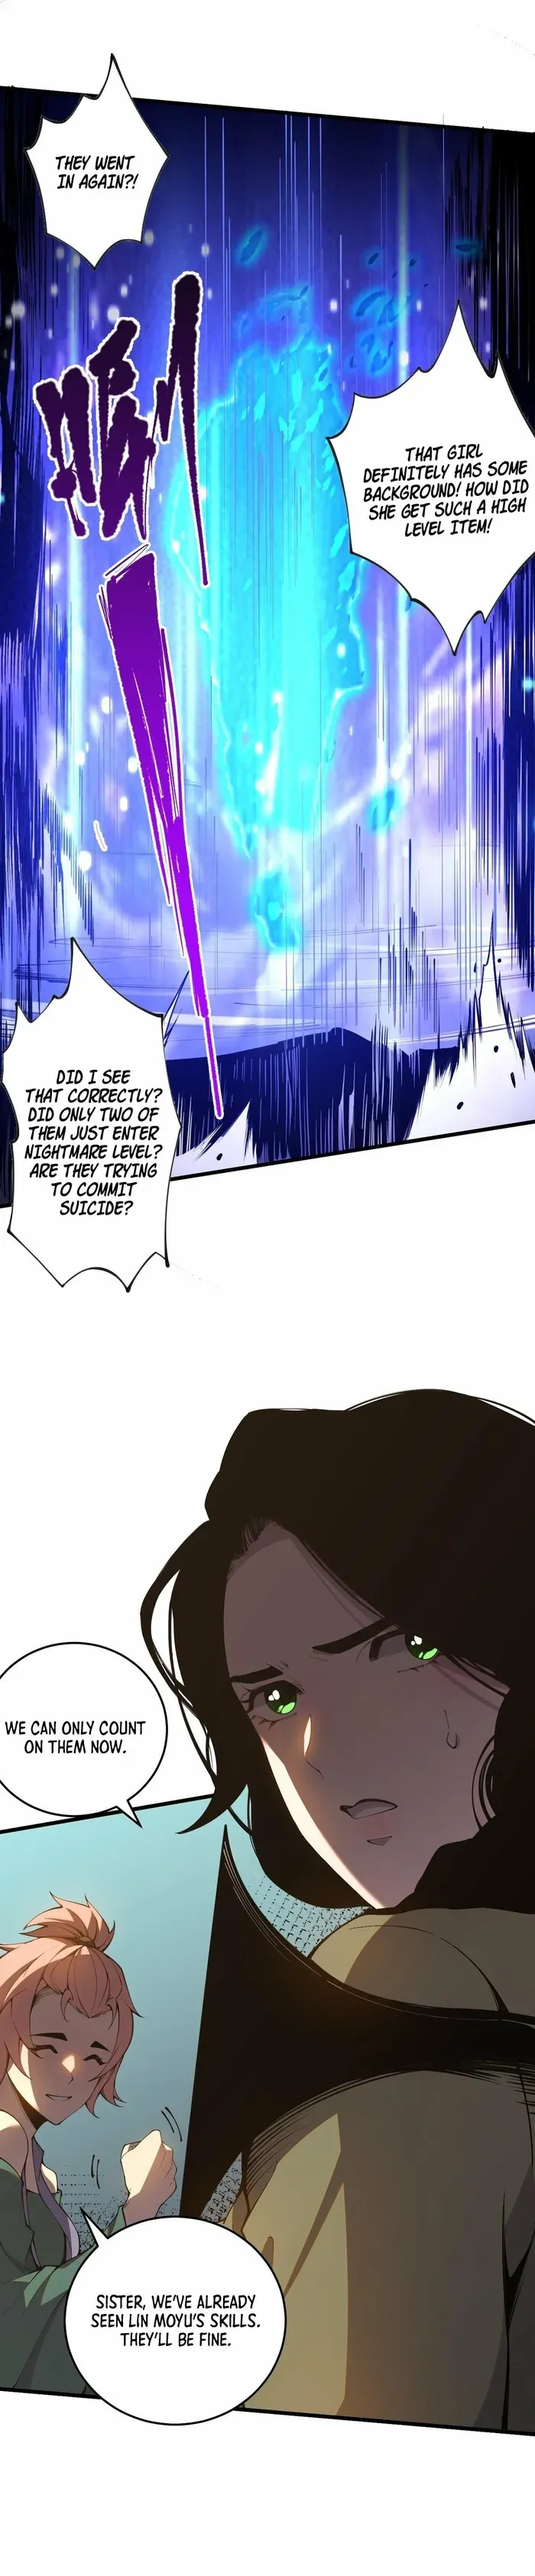 THEY WENT
IN AGAIN?!
THAT GIRL
DEFINITELY HAS SOME
BACKGROUND! HOW DID
SHE GET SUCH A HIGH
LEVEL ITEM!
DID I SEE
THAT CORRECTLY?
DID ONLY TWO OF
THEM JUST ENTER
NIGHTMARE LEVEL?
ARE THEY TRYING
TO COMMIT
SUICIDE?
WE CAN ONLY COUNT
ON THEM NOW.
SISTER, WE'VE ALREADY
SEEN LIN MOYU'S SKILLS.
THEY'LL BE FINE.